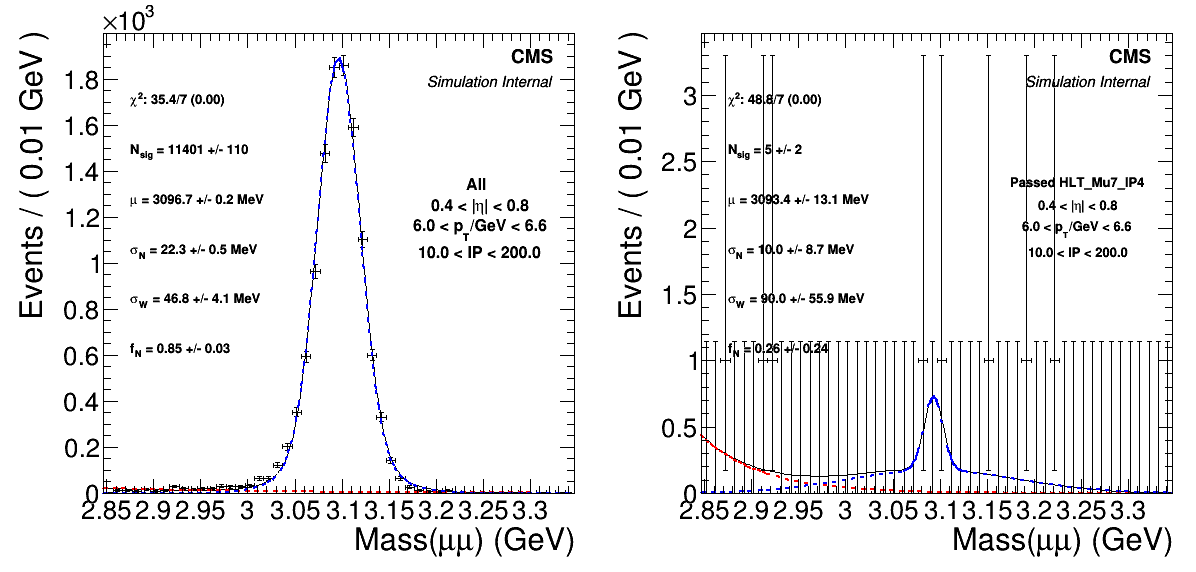 ×10³
CMS
Simulation Internal
χ²: 35.4/7 (0.00)
N_sig = 11401 +/- 110
μ = 3096.7 +/- 0.2 MeV
σ_N = 22.3 +/- 0.5 MeV
σ_W = 46.8 +/- 4.1 MeV
f_N = 0.85 +/- 0.03
All
0.4 < |η| < 0.8
6.0 < p_T/GeV < 6.6
10.0 < IP < 200.0
Events / ( 0.01 GeV )
1.8
1.6
1.4
1.2
1
0.8
0.6
0.4
0.2
0
2.85 2.9 2.95 3 3.05 3.1 3.15 3.2 3.25 3.3
Mass(μμ) (GeV)
CMS
Simulation Internal
χ²: 48.8/7 (0.00)
N_sig = 5 +/- 2
μ = 3093.4 +/- 13.1 MeV
σ_N = 10.0 +/- 8.7 MeV
σ_W = 90.0 +/- 55.9 MeV
f_N = 0.26 +/- 0.24
Passed HLT_Mu7_IP4
0.4 < |η| < 0.8
6.0 < p_T/GeV < 6.6
10.0 < IP < 200.0
Events / ( 0.01 GeV )
3
2.5
2
1.5
1
0.5
0
2.85 2.9 2.95 3 3.05 3.1 3.15 3.2 3.25 3.3
Mass(μμ) (GeV)